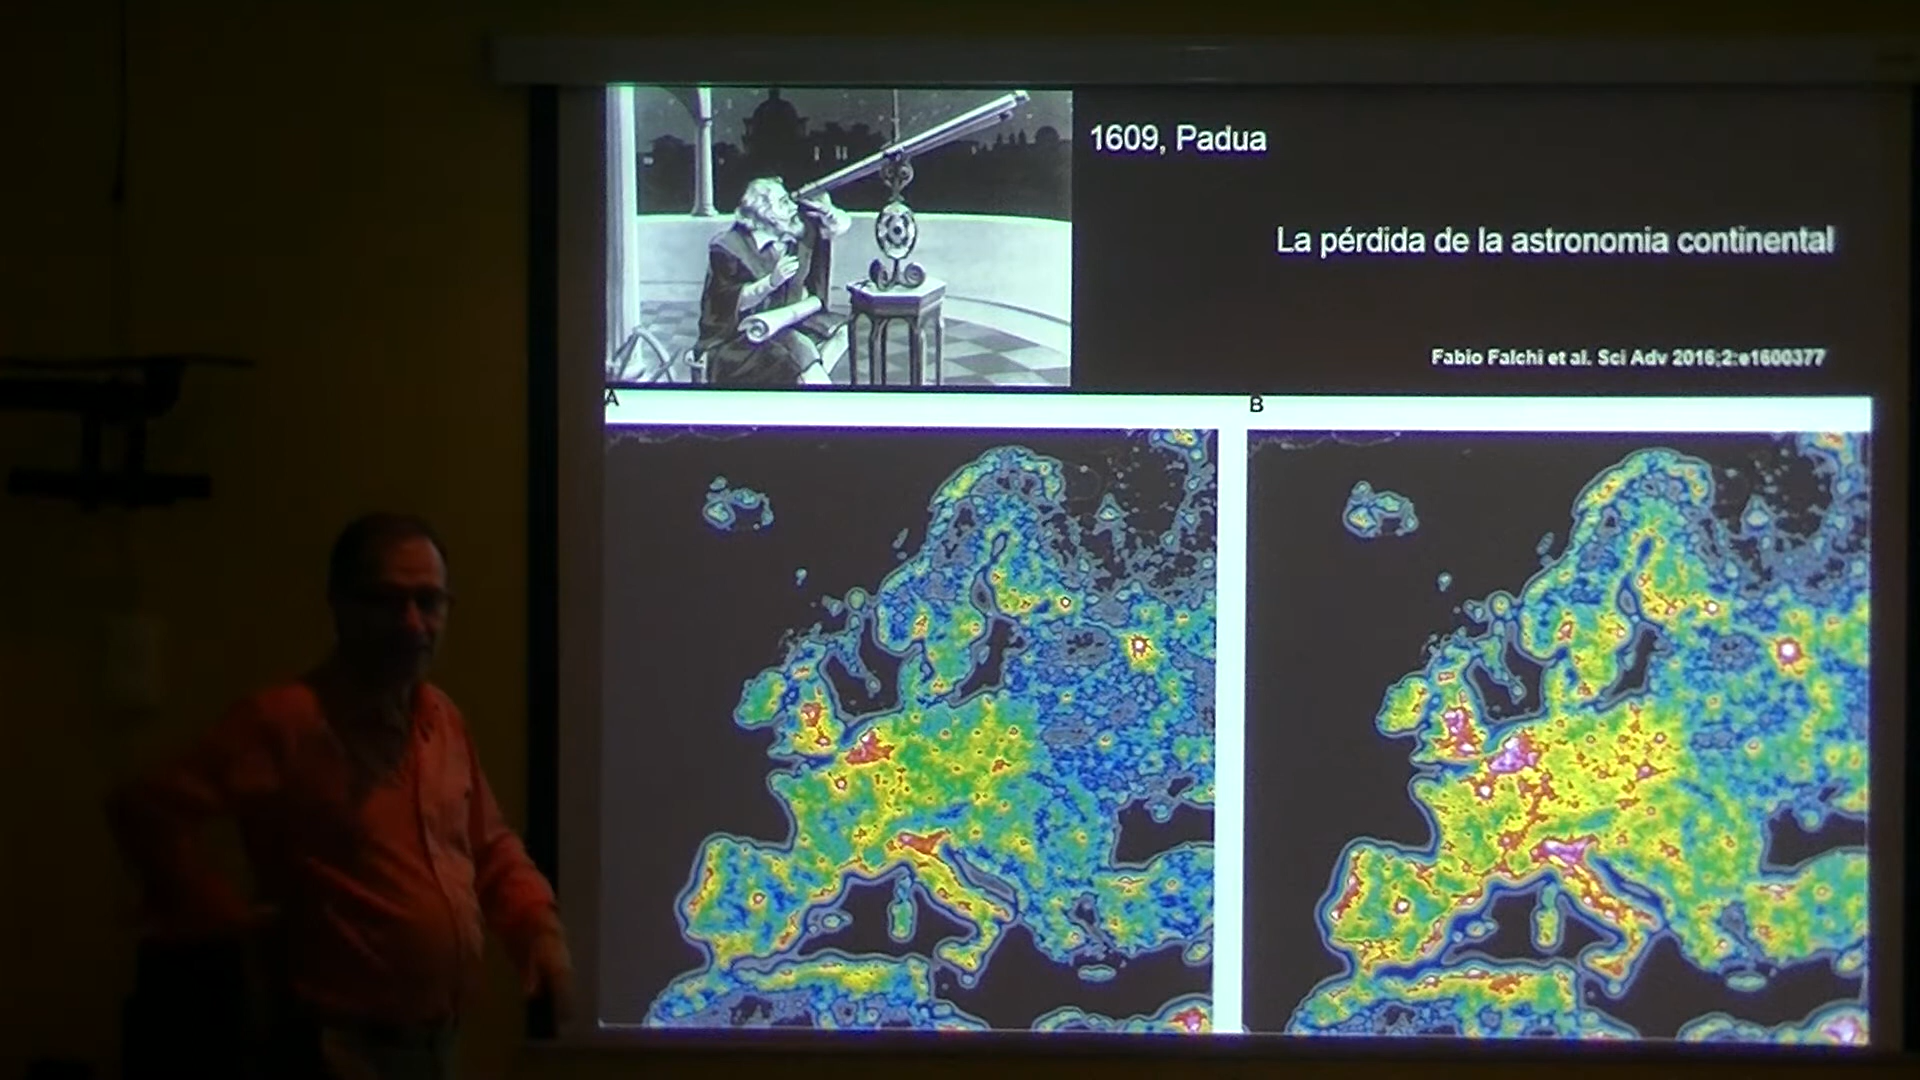 1609, Padua
La pérdida de la astronomia continental
Fabio Falchi et al. Sci Adv 2016;2:e1600377
A
B